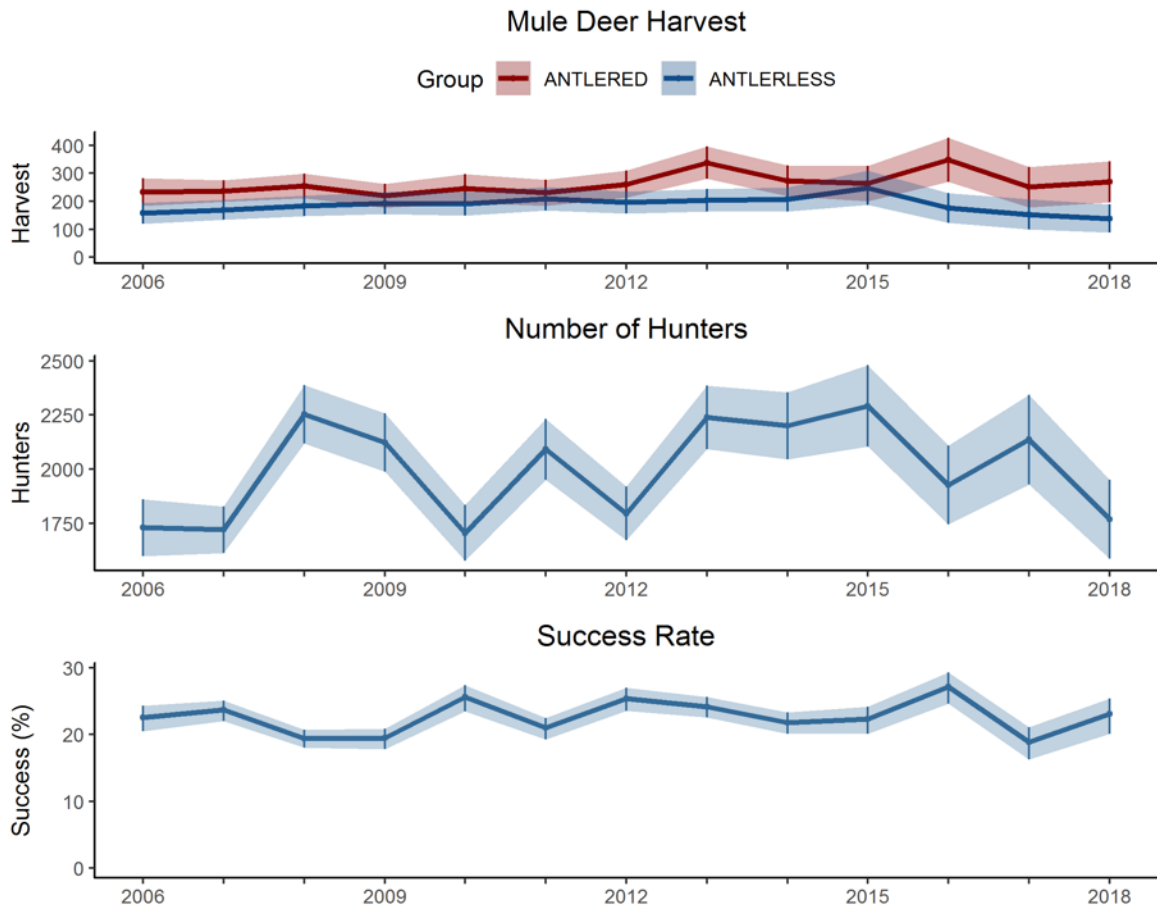 Mule Deer Harvest
Group ANTLERED ANTLERLESS
Harvest
400
300
200
100
0
2006 2009 2012 2015 2018
Number of Hunters
Hunters
2500
2250
2000
1750
2006 2009 2012 2015 2018
Success Rate
Success (%)
30
20
10
0
2006 2009 2012 2015 2018